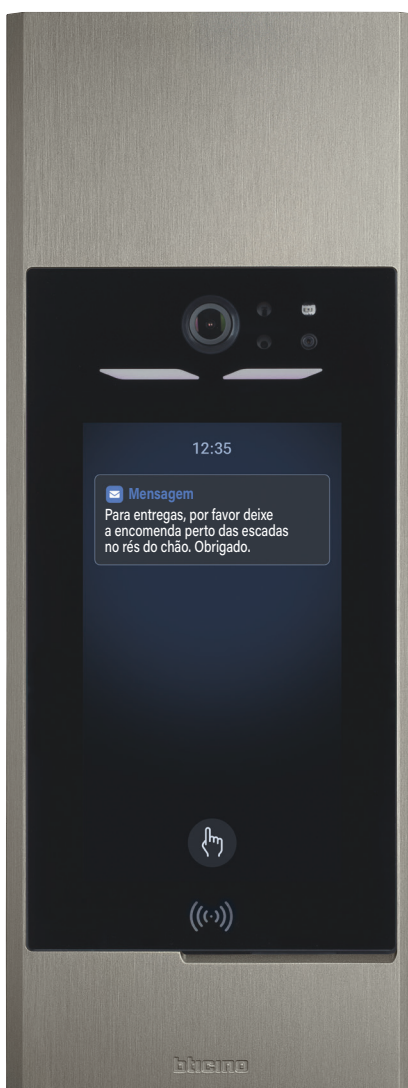 12:35
Mensagem
Para entregas, por favor deixe
a encomenda perto das escadas
no rés do chão. Obrigado.
bticino